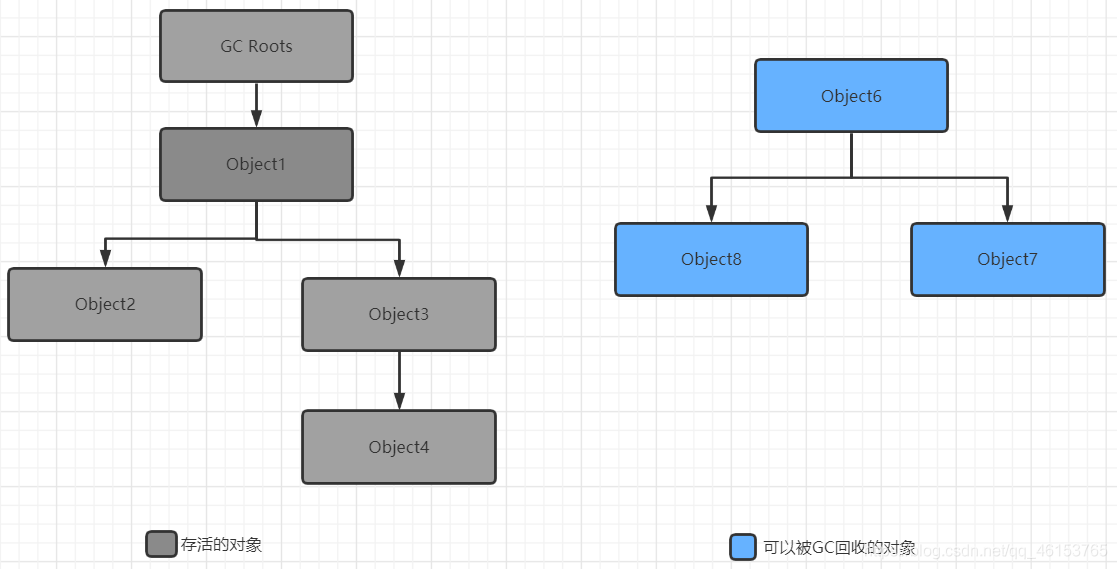 GC Roots
Object1
Object2
Object3
Object4
Object6
Object8
Object7
存活的对象
可以被GC回收的对象
blog.csdn.net/qq_46153765